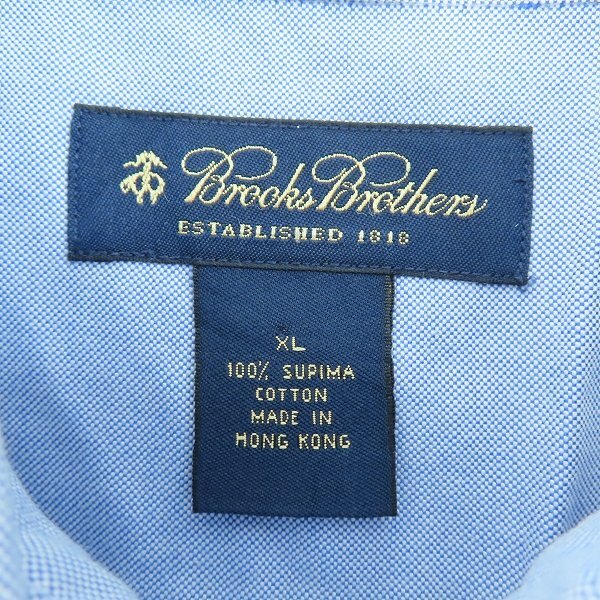 Brooks Brothers
ESTABLISHED 1818
XL
100% SUPIMA
COTTON
MADE IN
HONG KONG